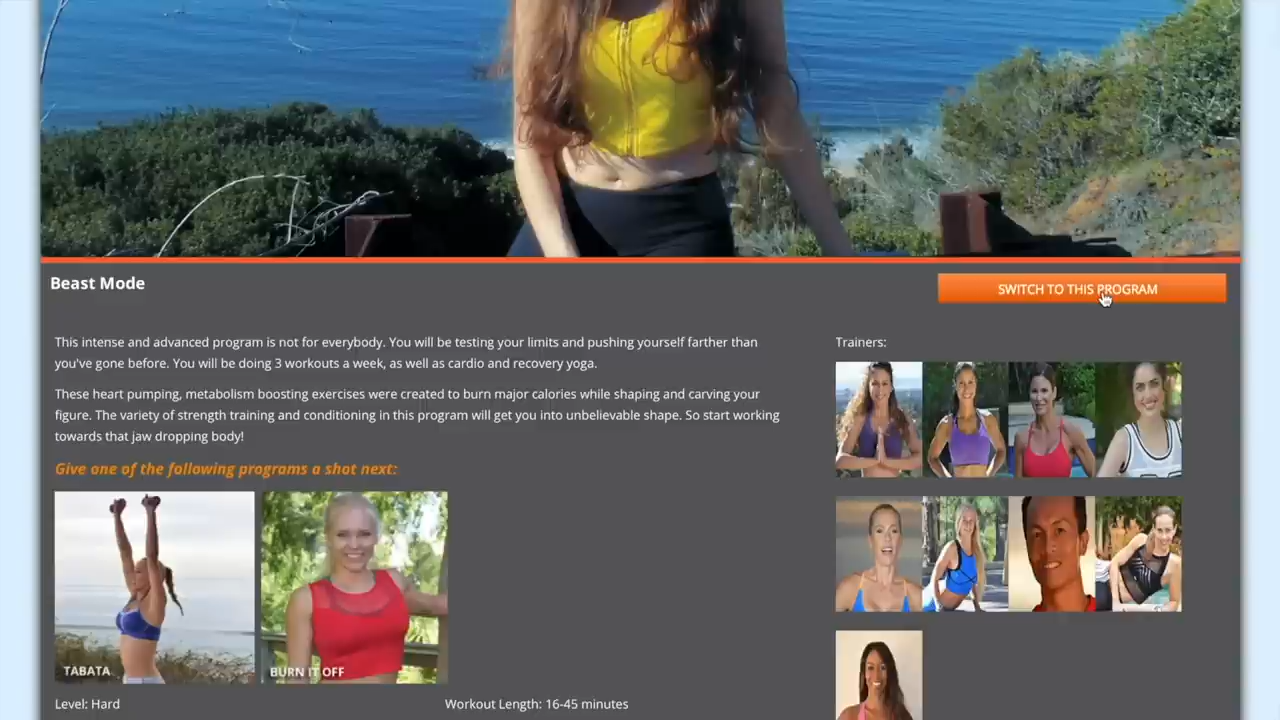 Beast Mode
SWITCH TO THIS PROGRAM
This intense and advanced program is not for everybody. You will be testing your limits and pushing yourself farther than
you've gone before. You will be doing 3 workouts a week, as well as cardio and recovery yoga.
These heart pumping, metabolism boosting exercises were created to burn major calories while shaping and carving your
figure. The variety of strength training and conditioning in this program will get you into unbelievable shape. So start working
towards that jaw dropping body!
Give one of the following programs a shot next:
TABATA
BURN IT OFF
Level: Hard
Workout Length: 16-45 minutes
Trainers: